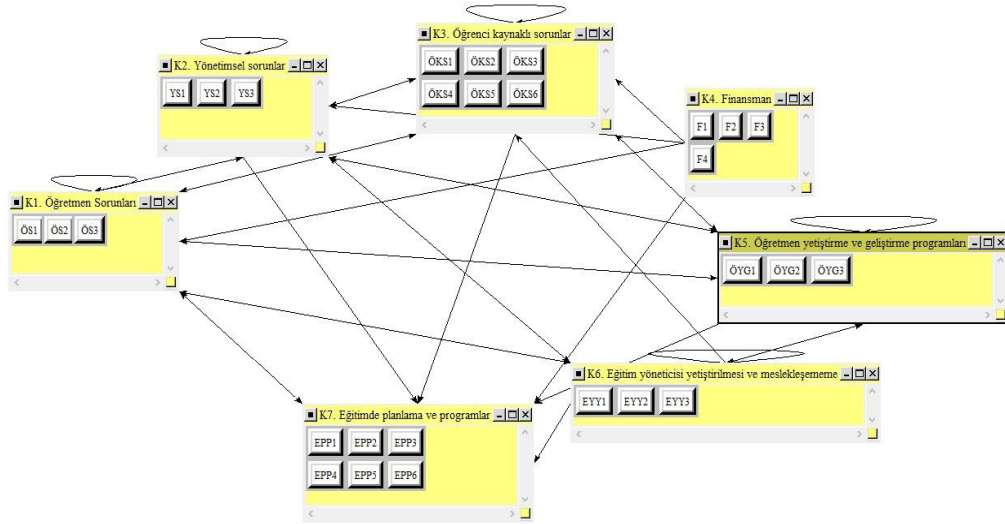 K3. Öğrenci kaynaklı sorunlar
ÖKS1 ÖKS2 ÖKS3
ÖKS4 ÖKS5 ÖKS6
K2. Yönetimsel sorunlar
YS1 YS2 YS3
K4. Finansman
F1 F2 F3
F4
K1. Öğretmen Sorunları
ÖS1 ÖS2 ÖS3
K5. Öğretmen yetiştirme ve geliştirme programları
ÖYG1 ÖYG2 ÖYG3
K6. Eğitim yöneticisi yetiştirilmesi ve meslekleşememe
EYY1 EYY2 EYY3
K7. Eğitimde planlama ve programlar
EPP1 EPP2 EPP3
EPP4 EPP5 EPP6